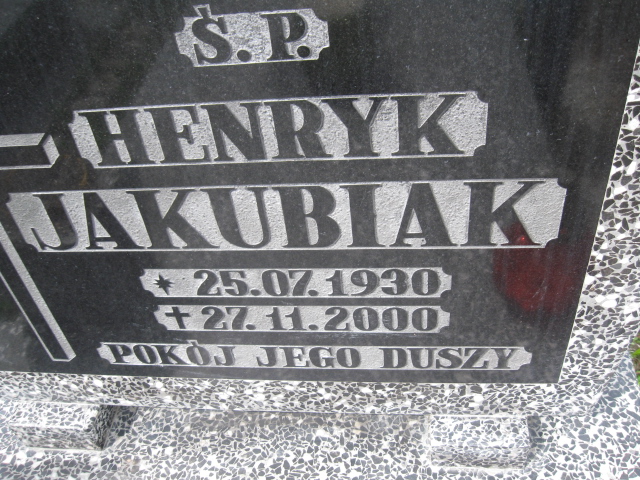 Ś.P.
HENRYK
JAKUBIAK
* 25.07.1930
✝ 27.11.2000
POKÓJ JEGO DUSZY